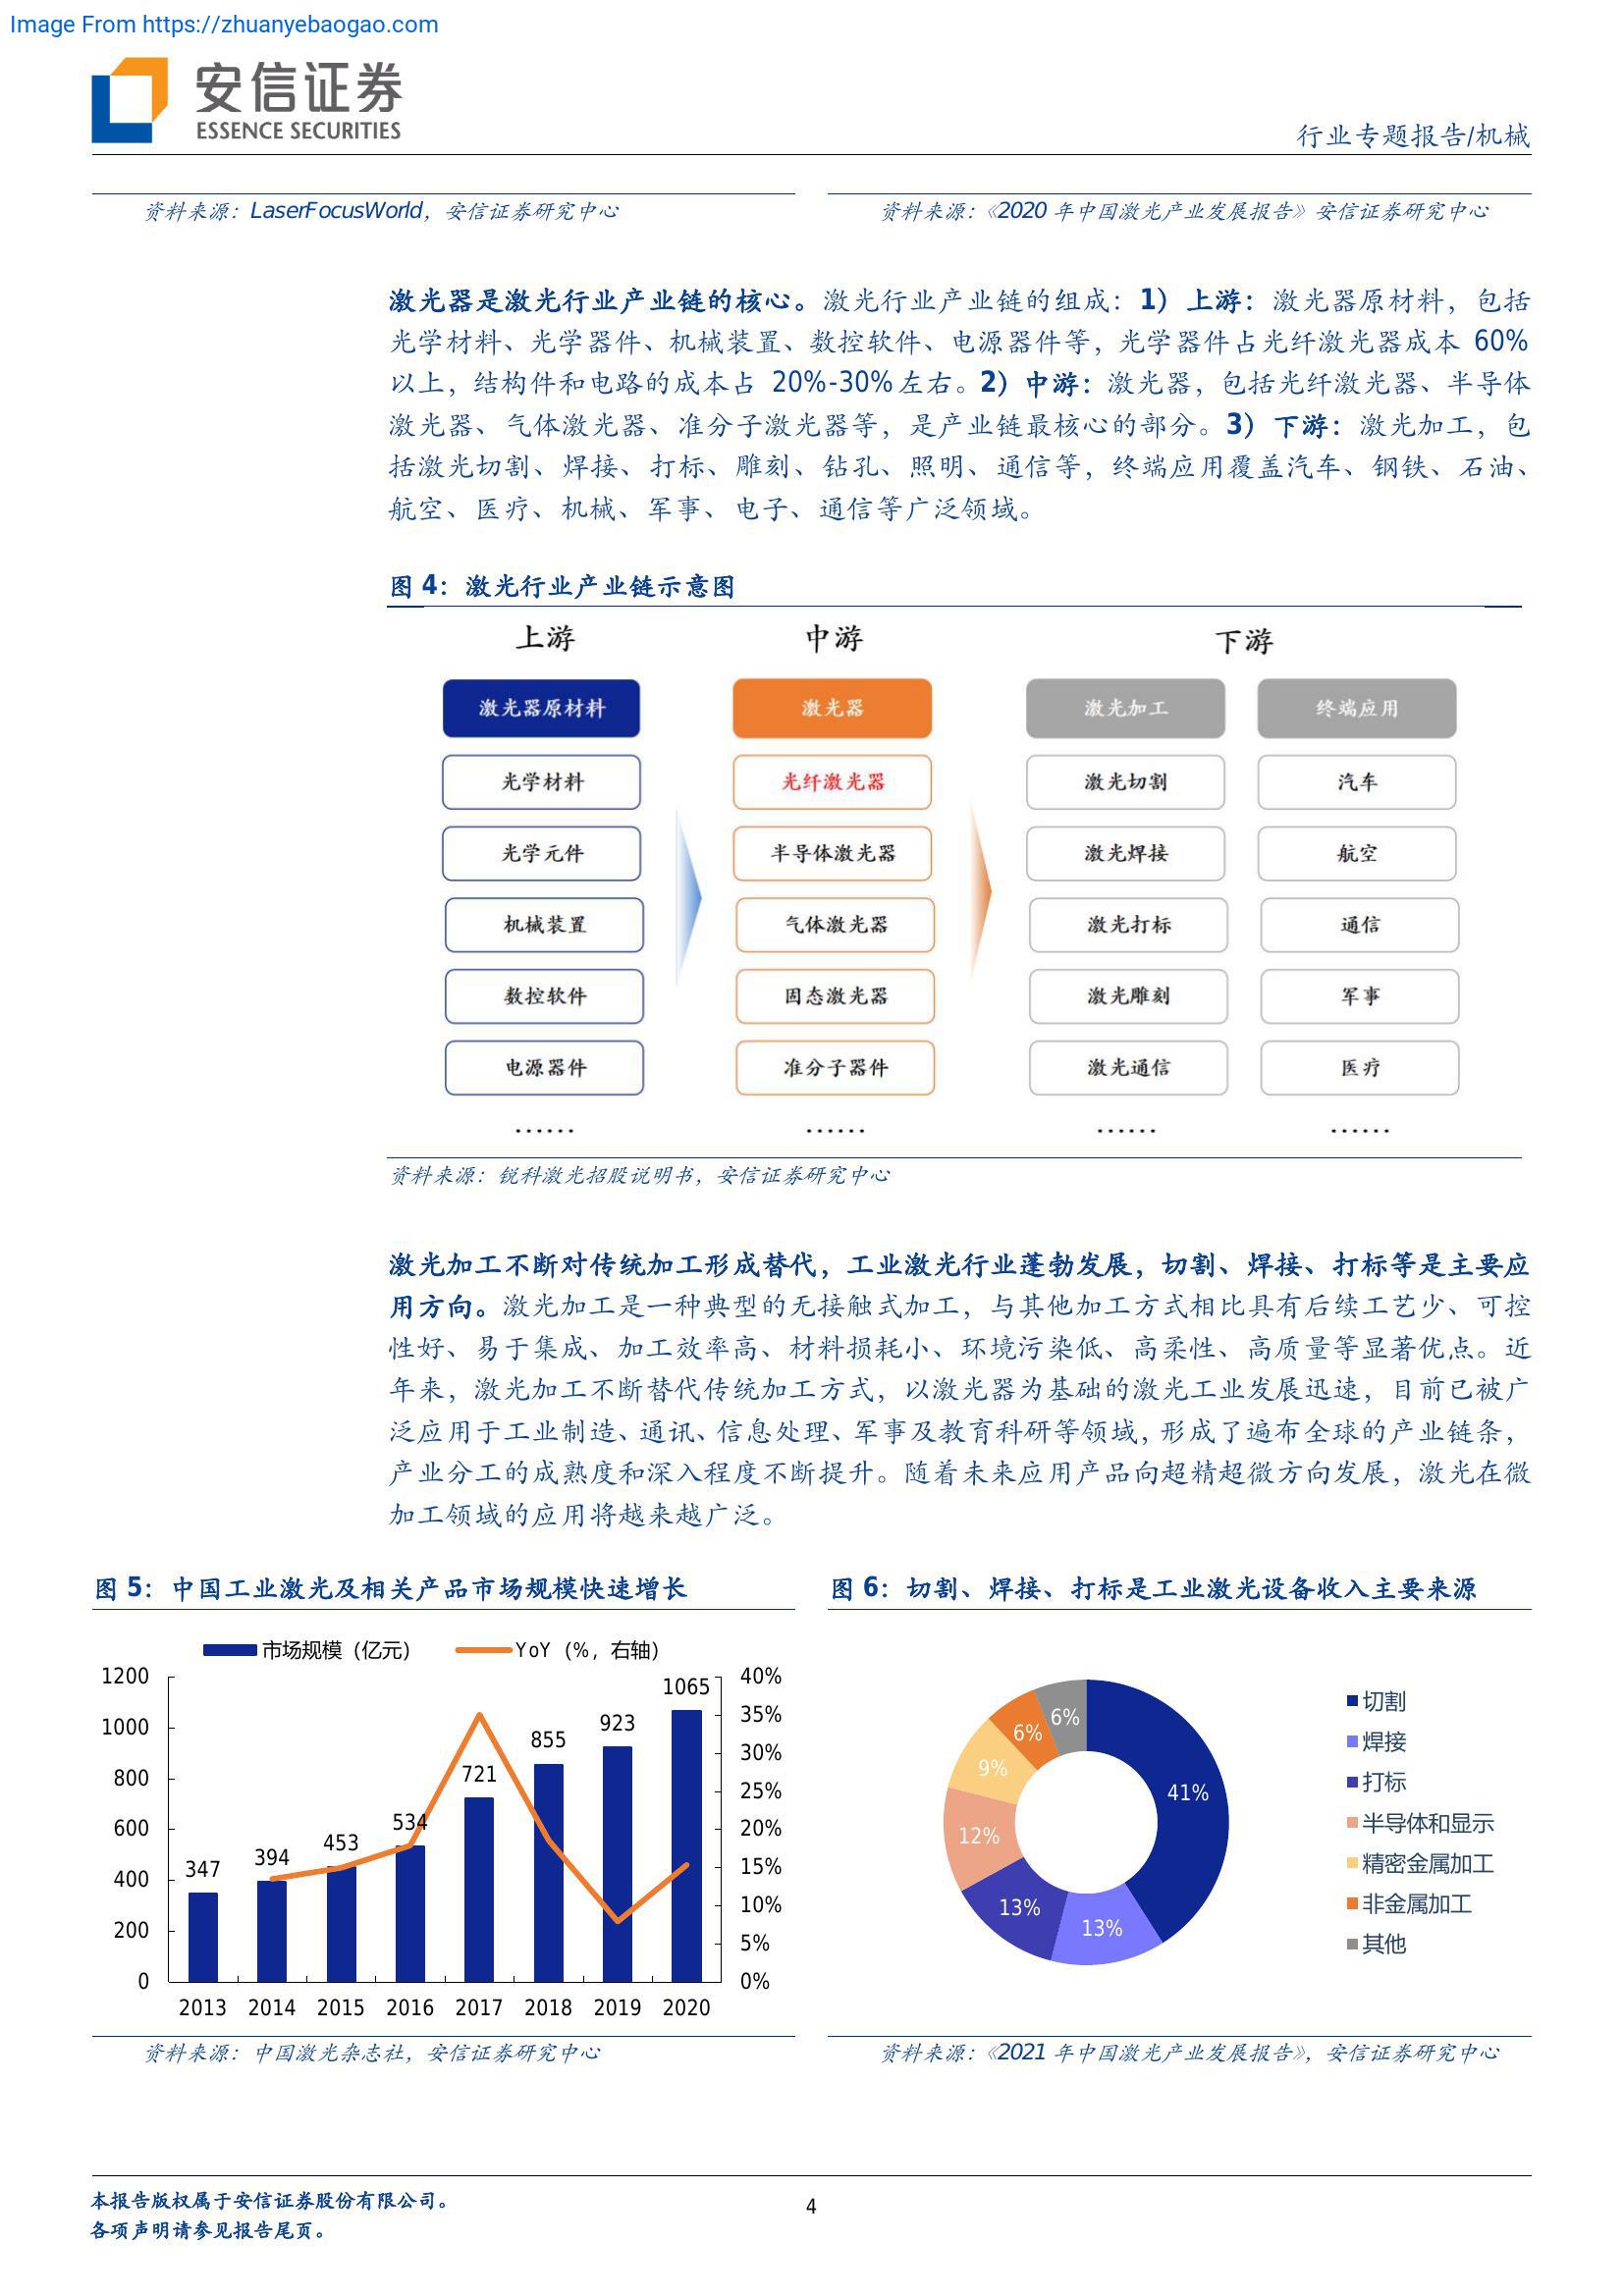 Image From https://zhuanyebaogao.com
安信证券
ESSENCE SECURITIES
行业专题报告/机械
资料来源：LaserFocusWorld，安信证券研究中心
资料来源：《2020 年中国激光产业发展报告》安信证券研究中心
激光器是激光行业产业链的核心。激光行业产业链的组成：1）上游：激光器原材料，包括
光学材料、光学器件、机械装置、数控软件、电源器件等，光学器件占光纤激光器成本 60%
以上，结构件和电路的成本占 20%-30%左右。2）中游：激光器，包括光纤激光器、半导体
激光器、气体激光器、准分子激光器等，是产业链最核心的部分。3）下游：激光加工，包
括激光切割、焊接、打标、雕刻、钻孔、照明、通信等，终端应用覆盖汽车、钢铁、石油、
航空、医疗、机械、军事、电子、通信等广泛领域。
图 4：激光行业产业链示意图
上游 中游 下游
激光器原材料 激光器 激光加工 终端应用
光学材料 光纤激光器 激光切割 汽车
光学元件 半导体激光器 激光焊接 航空
机械装置 气体激光器 激光打标 通信
数控软件 固态激光器 激光雕刻 军事
电源器件 准分子器件 激光通信 医疗
…… …… …… ……
资料来源：锐科激光招股说明书，安信证券研究中心
激光加工不断对传统加工形成替代，工业激光行业蓬勃发展，切割、焊接、打标等是主要应
用方向。激光加工是一种典型的无接触式加工，与其他加工方式相比具有后续工艺少、可控
性好、易于集成、加工效率高、材料损耗小、环境污染低、高柔性、高质量等显著优点。近
年来，激光加工不断替代传统加工方式，以激光器为基础的激光工业发展迅速，目前已被广
泛应用于工业制造、通讯、信息处理、军事及教育科研等领域，形成了遍布全球的产业链条，
产业分工的成熟度和深入程度不断提升。随着未来应用产品向超精超微方向发展，激光在微
加工领域的应用将越来越广泛。
图 5：中国工业激光及相关产品市场规模快速增长
市场规模（亿元） YoY（%，右轴）
1200 1065 40%
35%
1000 923 855 30%
800 721 25%
600 534 20%
453 394 347 15%
400 10%
200 5%
0 0%
2013 2014 2015 2016 2017 2018 2019 2020
资料来源：中国激光杂志社，安信证券研究中心
图 6：切割、焊接、打标是工业激光设备收入主要来源
41%
13%
13%
12%
9%
6%
6%
切割
焊接
打标
半导体和显示
精密金属加工
非金属加工
其他
资料来源：《2021 年中国激光产业发展报告》，安信证券研究中心
本报告版权属于安信证券股份有限公司。
各项声明请参见报告尾页。
4